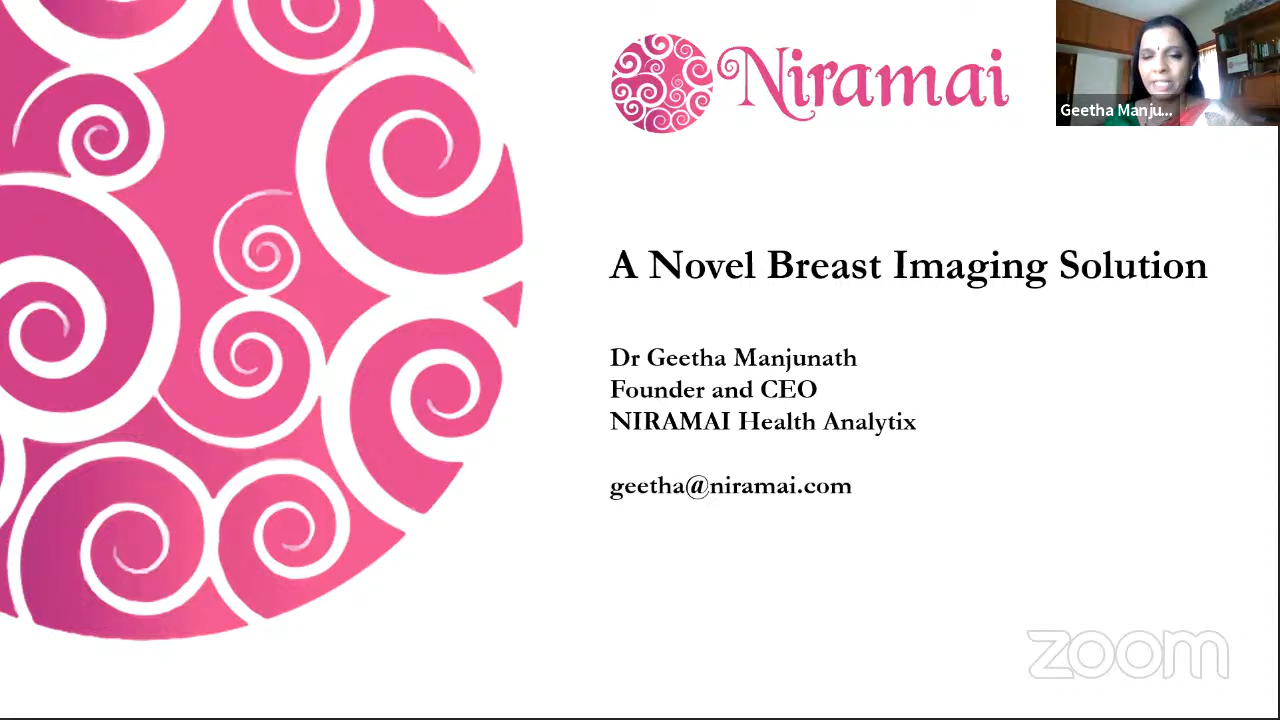 Niramai
Geetha Manju...
A Novel Breast Imaging Solution
Dr Geetha Manjunath
Founder and CEO
NIRAMAI Health Analytix
geetha@niramai.com
zoom